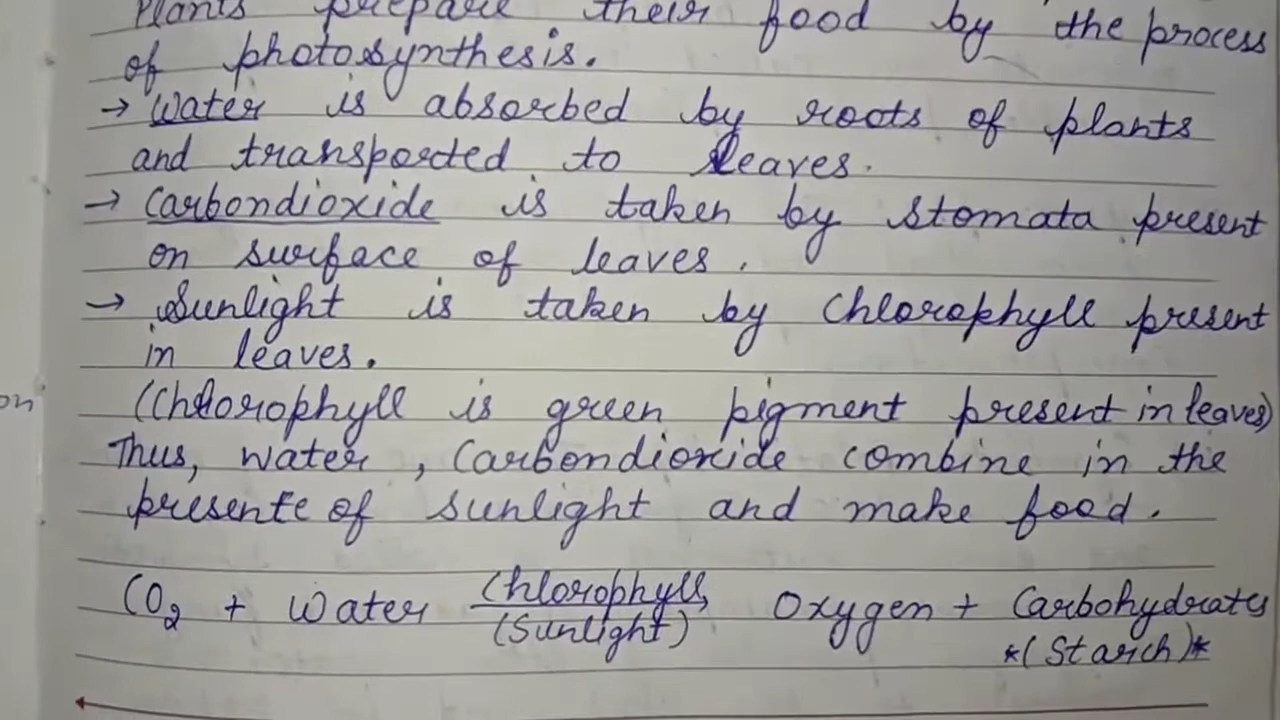 Plants prepare their food by the process
of photosynthesis.
→ Water is absorbed by roots of plants
and transported to leaves.
→ Carbondioxide is taken by stomata present
on surface of leaves.
→ Sunlight is taken by Chlorophyll present
in leaves.
on
(Chlorophyll is green pigment present in leaves)
Thus, water, Carbondioxide combine in the
presente of sunlight and make food.
CO₂ + Water Chlorophyll Oxygen + Carbohydrates
(Sunlight) *(Starch)*